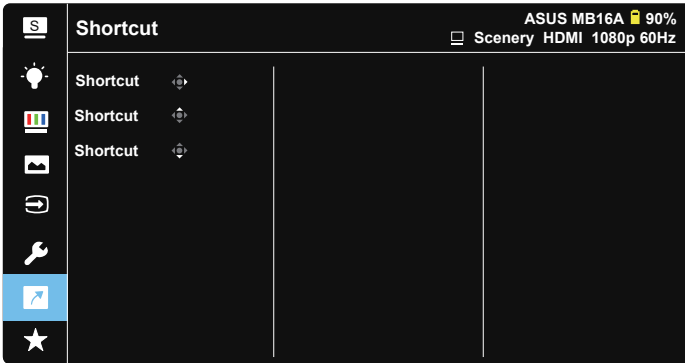 S
Shortcut
ASUS MB16A 90%
Scenery HDMI 1080p 60Hz
Shortcut
Shortcut
Shortcut